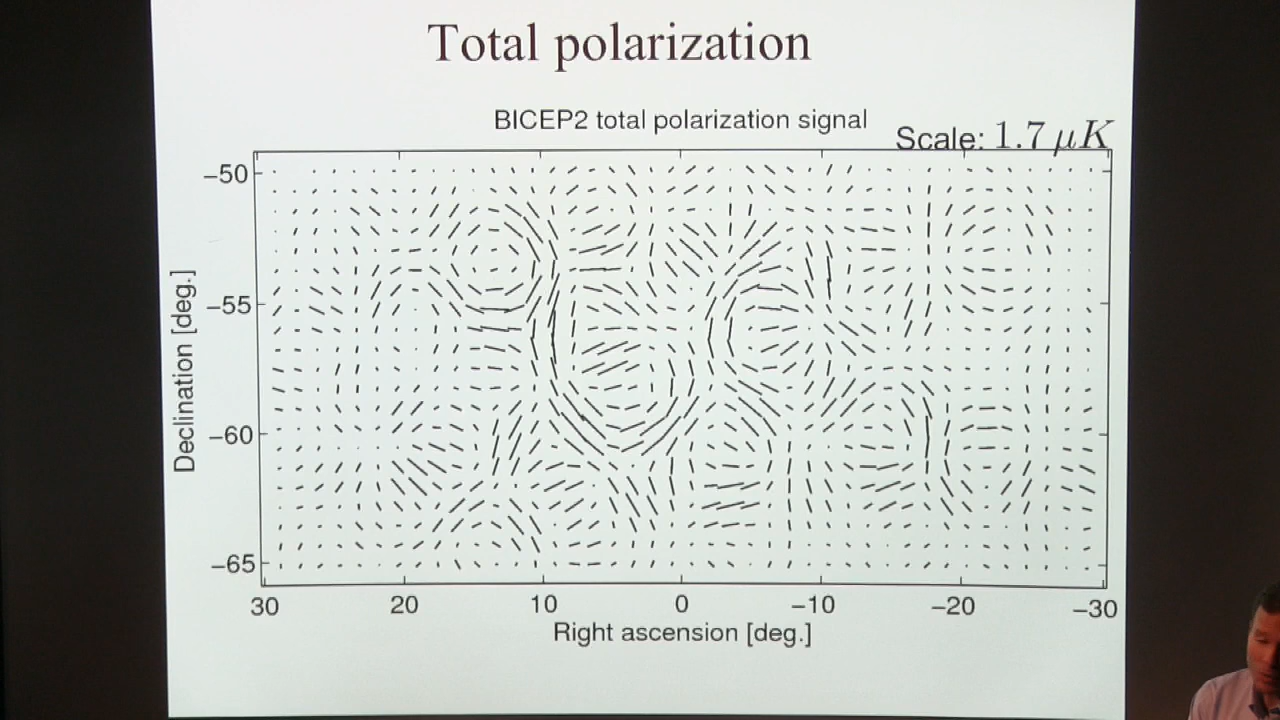 Total polarization
BICEP2 total polarization signal
Scale: 1.7 μK
−50
−55
−60
−65
Declination [deg.]
30 20 10 0 −10 −20 −30
Right ascension [deg.]